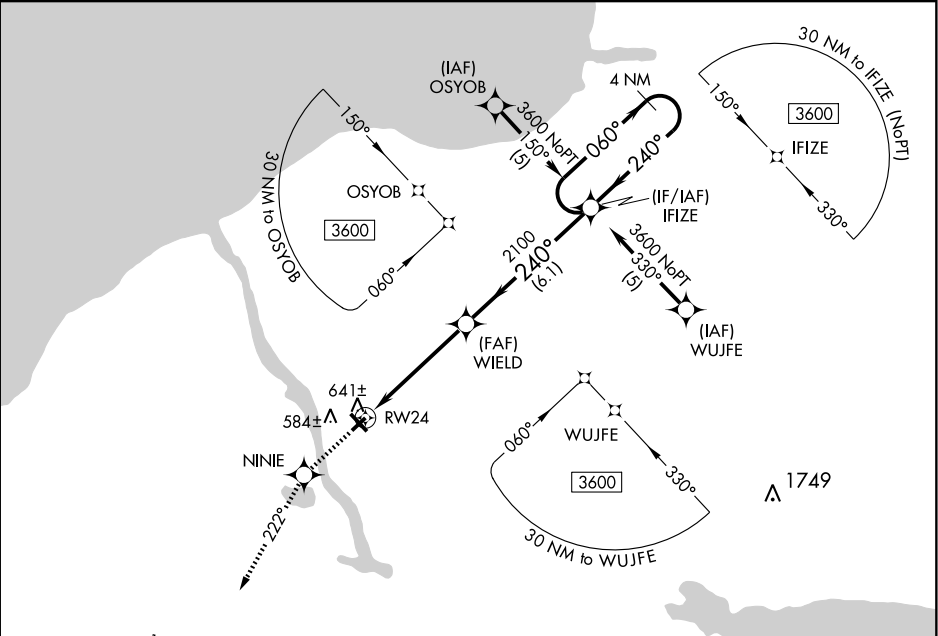 (IAF)
OSYOB
4 NM
3600 NoPT
150°
(5)
060°
240°
30 NM to IFIZE (NoPT)
150°
3600
IFIZE
330°
150°
OSYOB
3600
060°
30 NM to OSYOB
(IF/IAF)
IFIZE
2100
240°
(6.1)
3600 NoPT
330°
(5)
(IAF)
WUJFE
(FAF)
WIELD
641±
584±
RW24
NINIE
222°
060°
WUJFE
3600
330°
30 NM to WUJFE
1749